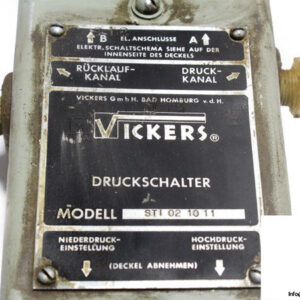 B EL. ANSCHLÜSSE A
ELEKTR. SCHALTSCHEMA SIEHE AUF DER
INNENSEITE DES DECKELS
RÜCKLAUF-
KANAL
DRUCK-
KANAL
VICKERS GmbH. BAD HOMBURG v. d. H.
VICKERS®
DRUCKSCHALTER
MODELL ST1 02 10 11
NIEDERDRUCK-
EINSTELLUNG
HOCHDRUCK-
EINSTELLUNG
(DECKEL ABNEHMEN)